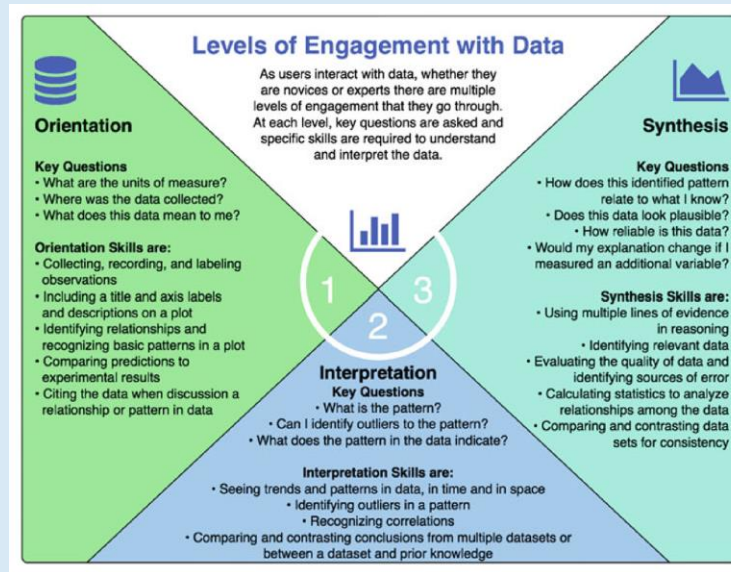 Levels of Engagement with Data
As users interact with data, whether they
are novices or experts there are multiple
levels of engagement that they go through.
At each level, key questions are asked and
specific skills are required to understand
and interpret the data.
Orientation
Key Questions
• What are the units of measure?
• Where was the data collected?
• What does this data mean to me?
Orientation Skills are:
• Collecting, recording, and labeling
observations
• Including a title and axis labels
and descriptions on a plot
• Identifying relationships and
recognizing basic patterns in a plot
• Comparing predictions to
experimental results
• Citing the data when discussion a
relationship or pattern in data
1
2
3
Interpretation
Key Questions
• What is the pattern?
• Can I identify outliers to the pattern?
• What does the pattern in the data indicate?
Interpretation Skills are:
• Seeing trends and patterns in data, in time and in space
• Identifying outliers in a pattern
• Recognizing correlations
• Comparing and contrasting conclusions from multiple datasets or
between a dataset and prior knowledge
Synthesis
Key Questions
• How does this identified pattern
relate to what I know?
• Does this data look plausible?
• How reliable is this data?
• Would my explanation change if I
measured an additional variable?
Synthesis Skills are:
• Using multiple lines of evidence
in reasoning
• Identifying relevant data
• Evaluating the quality of data and
identifying sources of error
• Calculating statistics to analyze
relationships among the data
• Comparing and contrasting data
sets for consistency